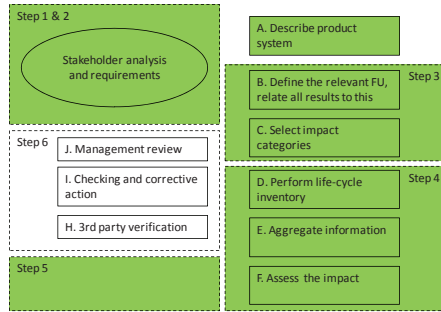 Step 1 & 2
Stakeholder analysis
and requirements
A. Describe product
system
Step 3
B. Define the relevant FU,
relate all results to this
C. Select impact
categories
Step 6
J. Management review
I. Checking and corrective
action
H. 3rd party verification
Step 4
D. Perform life-cycle
inventory
E. Aggregate information
F. Assess the impact
Step 5